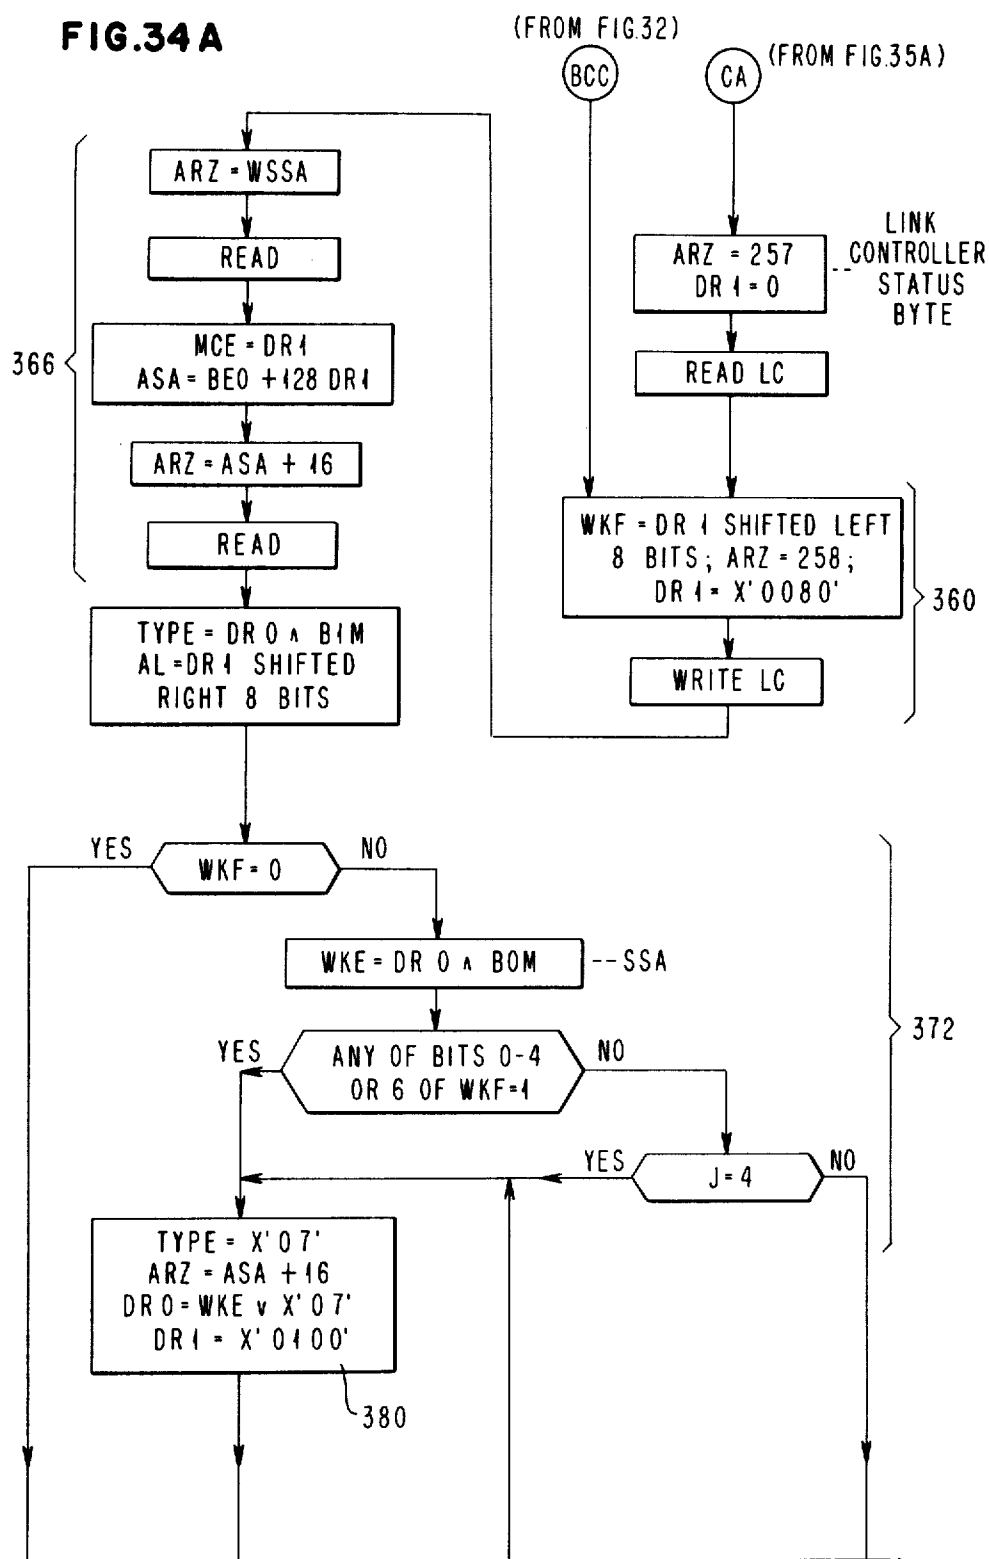 FIG.34A
(FROM FIG.32)
BCC
CA
(FROM FIG.35A)
ARZ = WSSA
READ
MCE = DR1
ASA = BE0 + 128 DR1
ARZ = ASA + 16
READ
366
TYPE = DR 0 ∧ B1M
AL = DR1 SHIFTED
RIGHT 8 BITS
ARZ = 257
DR1 = 0
-- LINK
CONTROLLER
STATUS
BYTE
READ LC
WKF = DR 1 SHIFTED LEFT
8 BITS; ARZ = 258;
DR1 = X'0080'
WRITE LC
360
YES
WKF = 0
NO
WKE = DR 0 ∧ B0M
--SSA
YES
ANY OF BITS 0-4
OR 6 OF WKF=1
NO
372
YES
J=4
NO
TYPE = X'07'
ARZ = ASA +16
DR0 = WKE v X'07'
DR1 = X'0100'
380